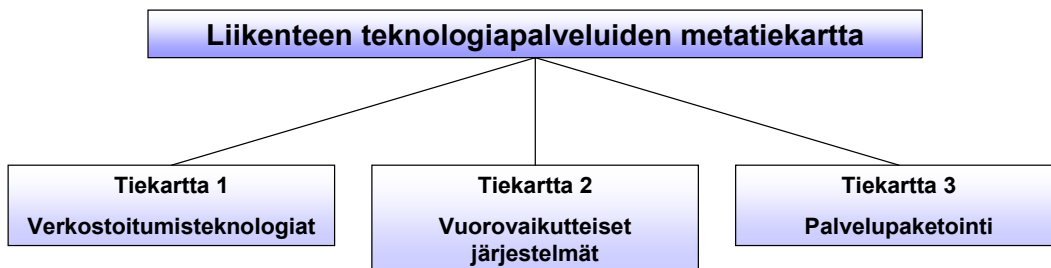 Liikenteen teknologiapalveluiden metatiekartta
Tiekartta 1
Verkostoitumisteknologiat
Tiekartta 2
Vuorovaikutteiset
järjestelmät
Tiekartta 3
Palvelupaketointi